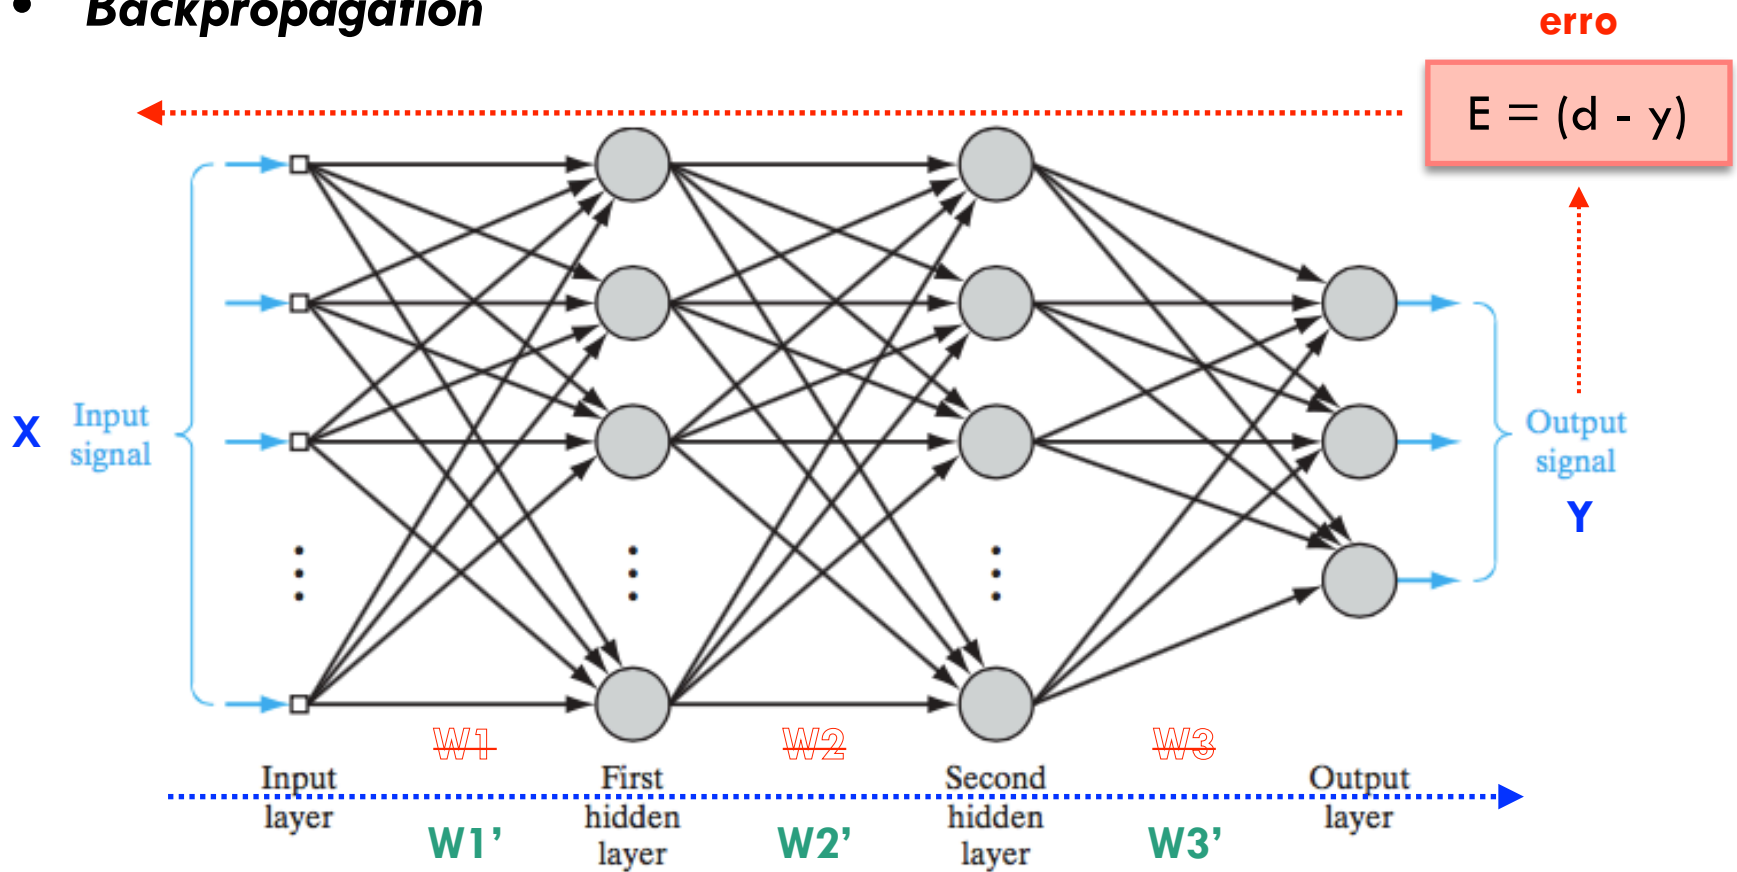 • Backpropagation
erro
E = (d - y)
X
Input
signal
Output
signal
Y
W1
W2
W3
Input
layer
First
hidden
layer
Second
hidden
layer
Output
layer
W1’
W2’
W3’